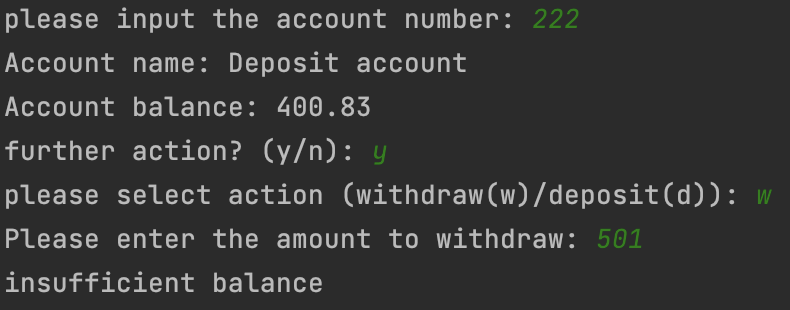 please input the account number: 222
Account name: Deposit account
Account balance: 400.83
further action? (y/n): y
please select action (withdraw(w)/deposit(d)): w
Please enter the amount to withdraw: 501
insufficient balance